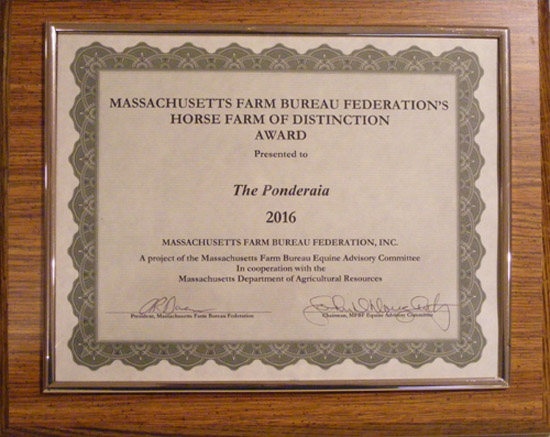 MASSACHUSETTS FARM BUREAU FEDERATION'S
HORSE FARM OF DISTINCTION
AWARD
Presented to
The Ponderaia
2016
MASSACHUSETTS FARM BUREAU FEDERATION, INC.
A project of the Massachusetts Farm Bureau Equine Advisory Committee
In cooperation with the
Massachusetts Department of Agricultural Resources
President, Massachusetts Farm Bureau Federation
Chairman, MFBF Equine Advisory Committee